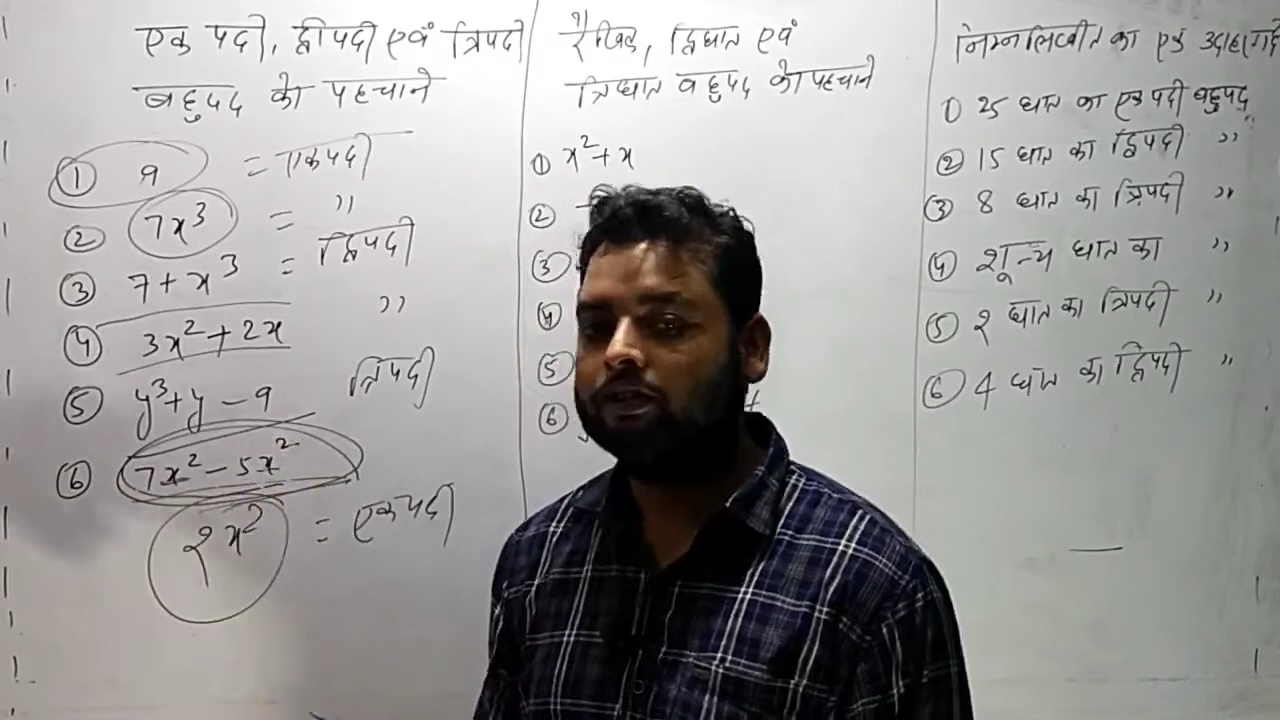 एक पदी, द्वीपदी एवं त्रिपदी
बहुपद को पहचाने
① 9 = एकपदी
② 7x³ = ,,
③ 7 + x³ = द्विपदी
④ 3x² + 2x ,,
⑤ y³ + y - 9 त्रिपदी
⑥ 7x² - 5x²
2x² = एकपदी
रैखिक, द्विघात एवं
त्रिघात बहुपद को पहचाने
① x² + x
②
③
④
⑤
⑥
निम्नलिखीत का एक
① 25 घात का एक पदी बहुपद
② 15 घात का द्विपदी ,,
③ 8 घात का त्रिपदी ,,
④ शून्य घात का ,,
⑤ 2 घात का त्रिपदी ,,
⑥ 4 घात का द्विपदी ,,